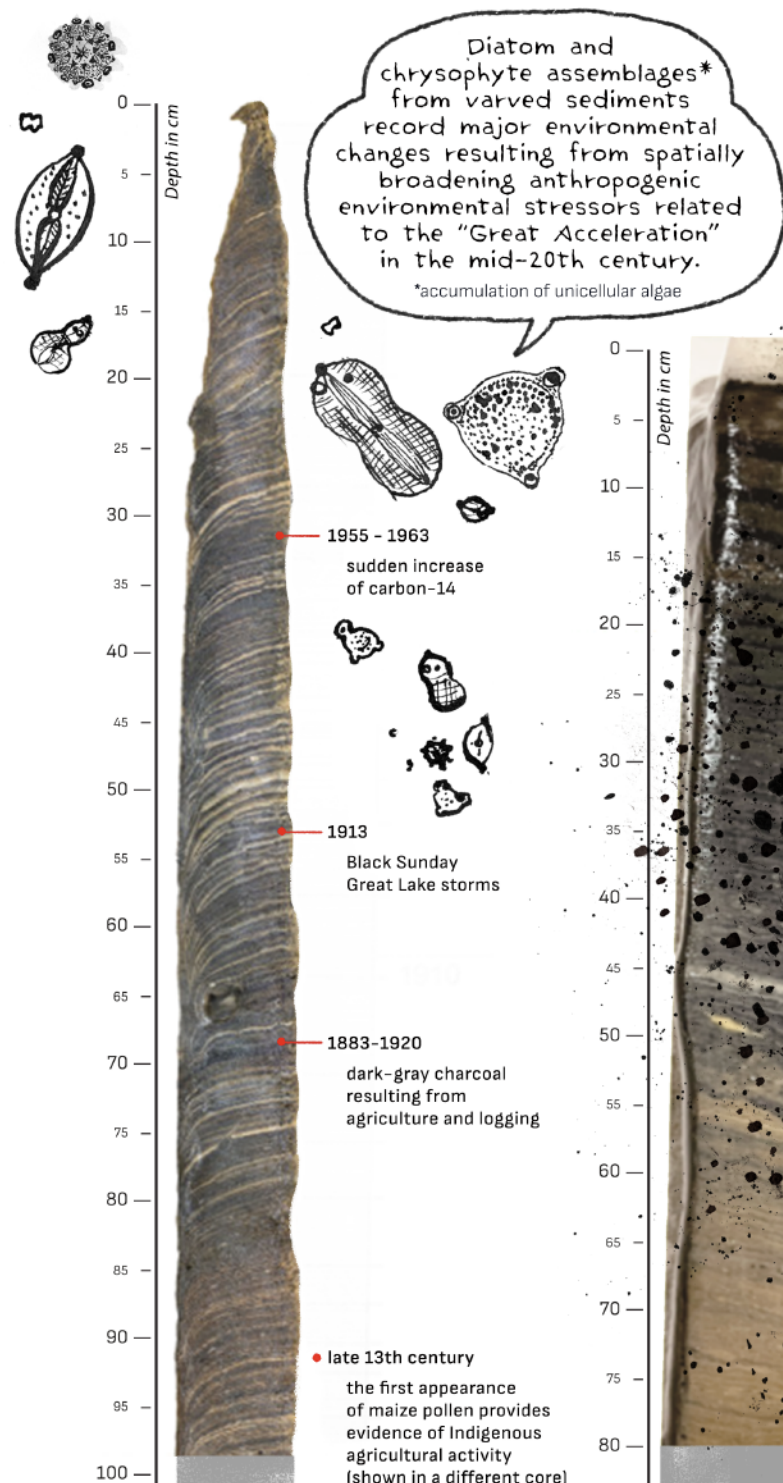 Diatom and
chrysophyte assemblages*
from varved sediments
record major environmental
changes resulting from spatially
broadening anthropogenic
environmental stressors related
to the “Great Acceleration”
in the mid-20th century.
*accumulation of unicellular algae
Depth in cm
0
5
10
15
20
25
30
35
40
45
50
55
60
65
70
75
80
85
90
95
100
1955 - 1963
sudden increase
of carbon-14
1913
Black Sunday
Great Lake storms
1883-1920
dark-gray charcoal
resulting from
agriculture and logging
late 13th century
the first appearance
of maize pollen provides
evidence of Indigenous
agricultural activity
(shown in a different core)
Depth in cm
0
5
10
15
20
25
30
35
40
45
50
55
60
65
70
75
80